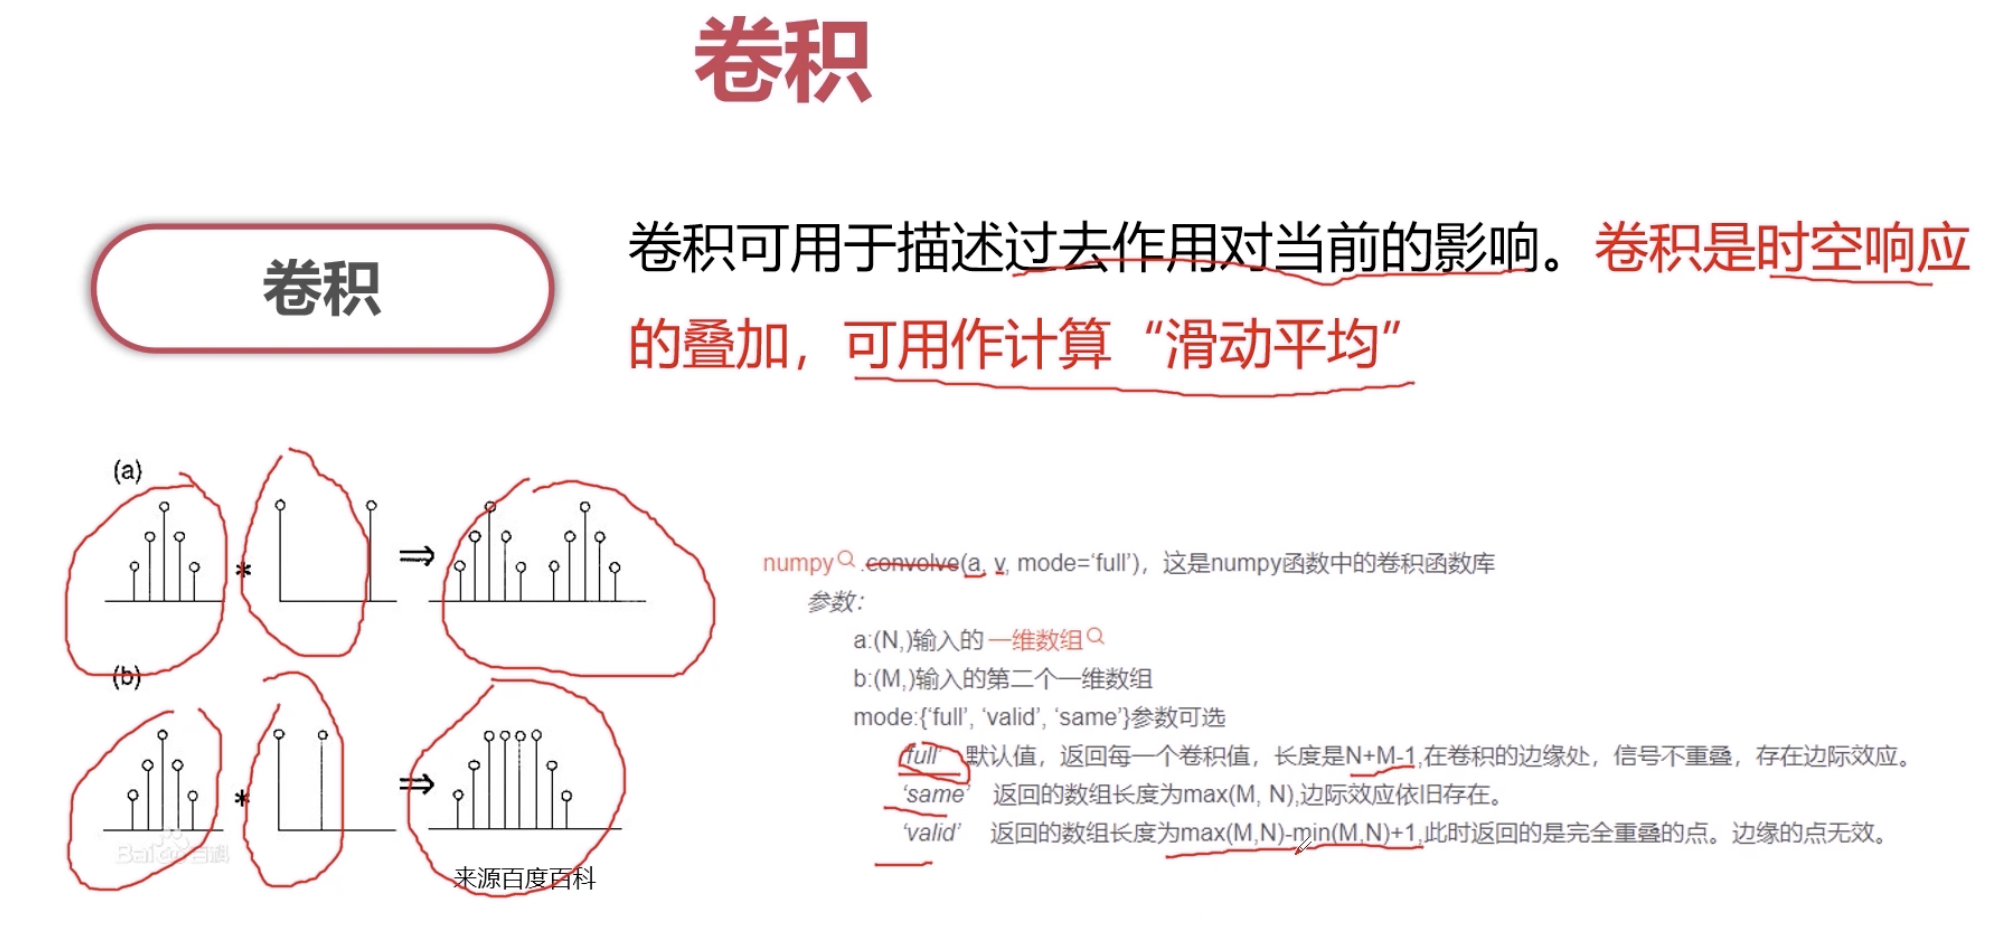 卷积
卷积
卷积可用于描述过去作用对当前的影响。卷积是时空响应
的叠加，可用作计算“滑动平均”
(a)
* ⇒
(b)
* ⇒
Bai 百科
来源百度百科
numpy .convolve(a, v, mode=‘full’)，这是numpy函数中的卷积函数库
参数：
a:(N,)输入的一维数组
b:(M,)输入的第二个一维数组
mode:{‘full’, ‘valid’, ‘same’}参数可选
‘full’ 默认值，返回每一个卷积值，长度是N+M-1,在卷积的边缘处，信号不重叠，存在边际效应。
‘same’ 返回的数组长度为max(M, N),边际效应依旧存在。
‘valid’ 返回的数组长度为max(M,N)-min(M,N)+1,此时返回的是完全重叠的点。边缘的点无效。